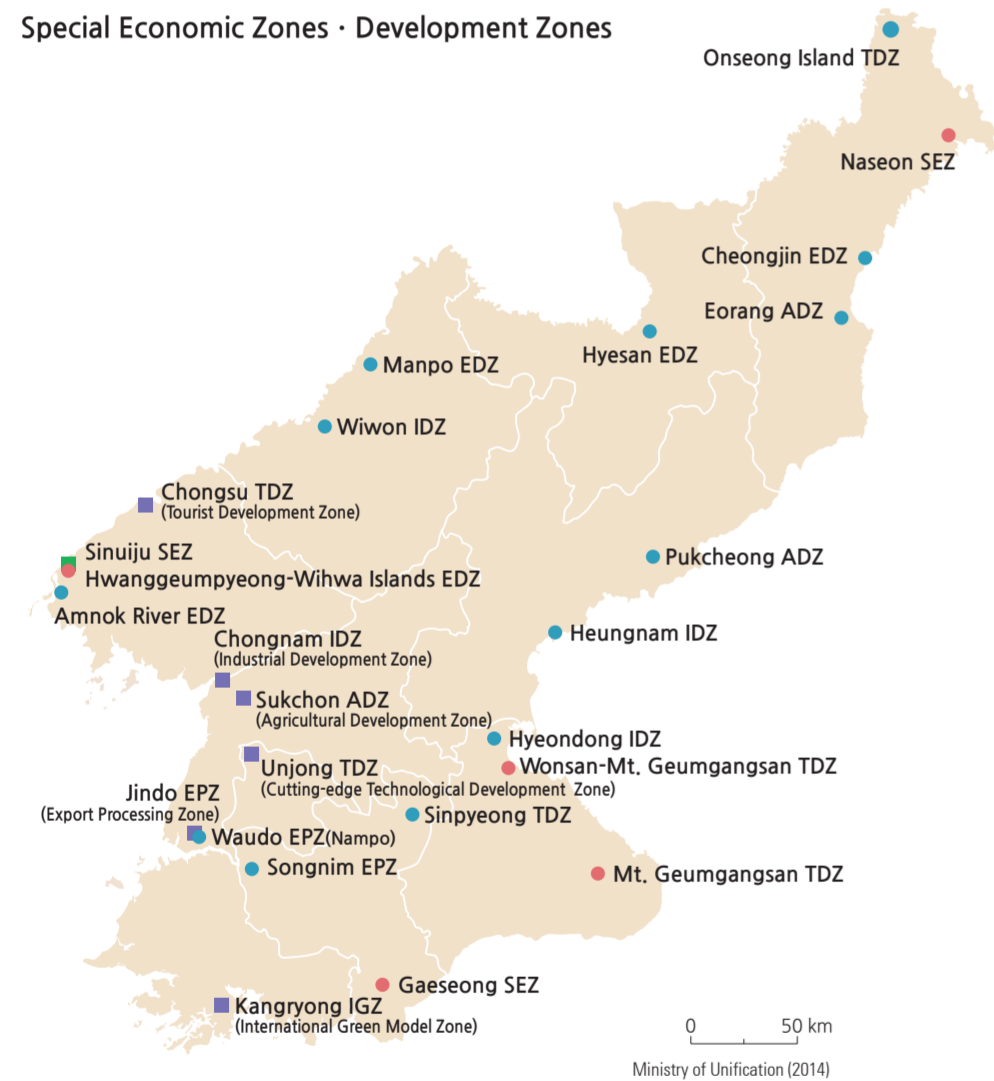 Special Economic Zones · Development Zones
Onseong Island TDZ
Naseon SEZ
Cheongjin EDZ
Eorang ADZ
Hyesan EDZ
Manpo EDZ
Wiwon IDZ
Chongsu TDZ
(Tourist Development Zone)
Sinuiju SEZ
Hwanggeumpyeong-Wihwa Islands EDZ
Amnok River EDZ
Pukcheong ADZ
Heungnam IDZ
Chongnam IDZ
(Industrial Development Zone)
Sukchon ADZ
(Agricultural Development Zone)
Hyeondong IDZ
Wonsan-Mt. Geumgangsan TDZ
Unjong TDZ
(Cutting-edge Technological Development Zone)
Jindo EPZ
(Export Processing Zone)
Sinpyeong TDZ
Waudo EPZ(Nampo)
Songnim EPZ
Mt. Geumgangsan TDZ
Gaeseong SEZ
Kangryong IGZ
(International Green Model Zone)
0 50 km
Ministry of Unification (2014)